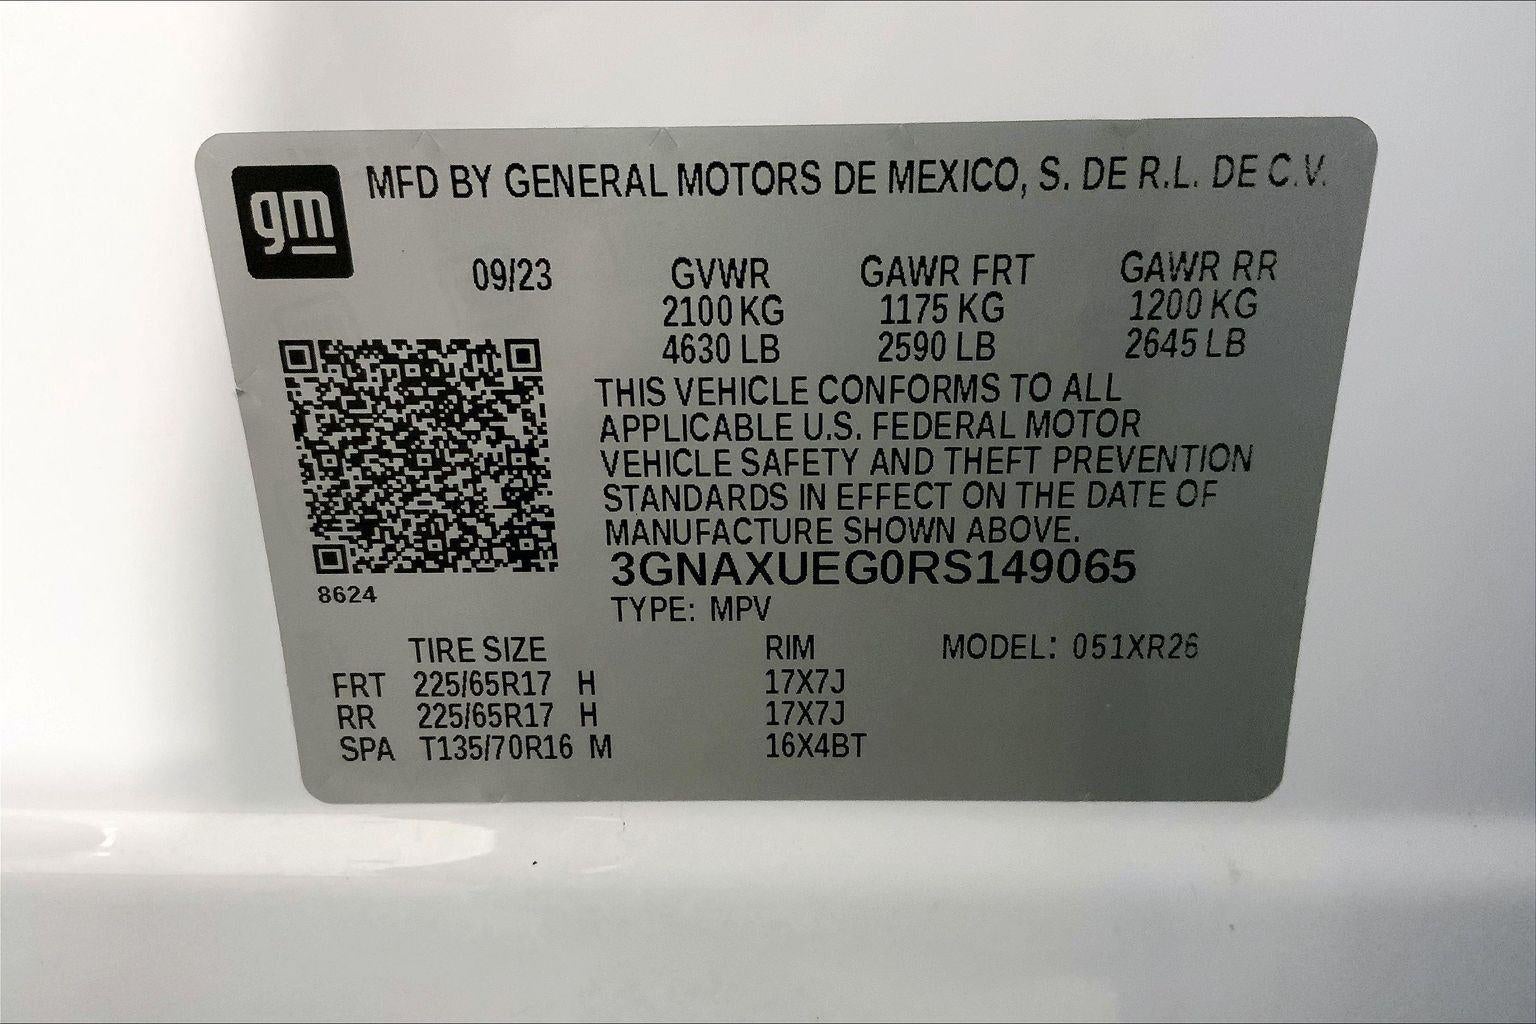 gm
MFD BY GENERAL MOTORS DE MEXICO, S. DE R.L. DE C.V.
09/23 GVWR GAWR FRT GAWR RR
2100 KG 1175 KG 1200 KG
4630 LB 2590 LB 2645 LB
THIS VEHICLE CONFORMS TO ALL
APPLICABLE U.S. FEDERAL MOTOR
VEHICLE SAFETY AND THEFT PREVENTION
STANDARDS IN EFFECT ON THE DATE OF
MANUFACTURE SHOWN ABOVE.
3GNAXUEG0RS149065
8624
TYPE: MPV
TIRE SIZE RIM MODEL: 051XR26
FRT 225/65R17 H 17X7J
RR 225/65R17 H 17X7J
SPA T135/70R16 M 16X4BT